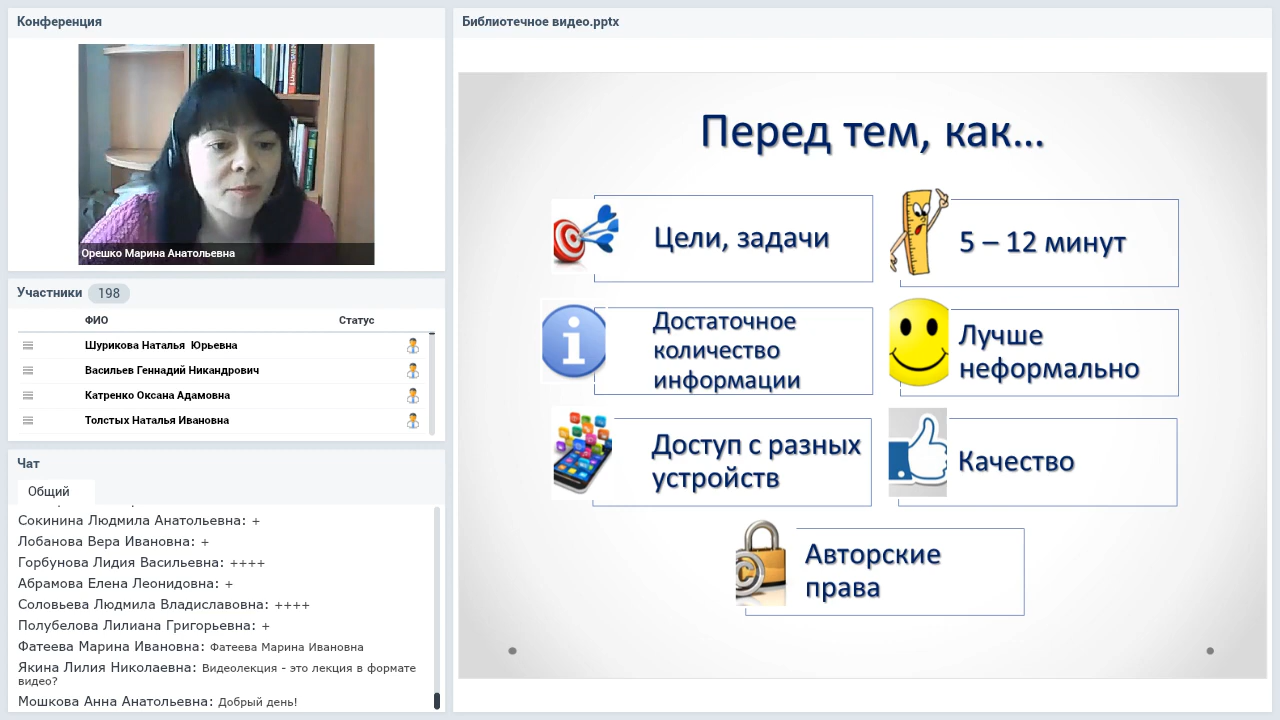 Конференция
Орешко Марина Анатольевна
Участники 198
ФИО Статус
Шурикова Наталья Юрьевна
Васильев Геннадий Никандрович
Катренко Оксана Адамовна
Толстых Наталья Ивановна
Чат
Общий
Сокинина Людмила Анатольевна: +
Лобанова Вера Ивановна: +
Горбунова Лидия Васильевна: ++++
Абрамова Елена Леонидовна: +
Соловьева Людмила Владиславовна: ++++
Полубелова Лилиана Григорьевна: +
Фатеева Марина Ивановна: Фатеева Марина Ивановна
Якина Лилия Николаевна: Видеолекция - это лекция в формате
видео?
Мошкова Анна Анатольевна: Добрый день!
Библиотечное видео.pptx
Перед тем, как...
Цели, задачи
5 – 12 минут
Достаточное
количество
информации
Лучше
неформально
Доступ с разных
устройств
Качество
Авторские
права